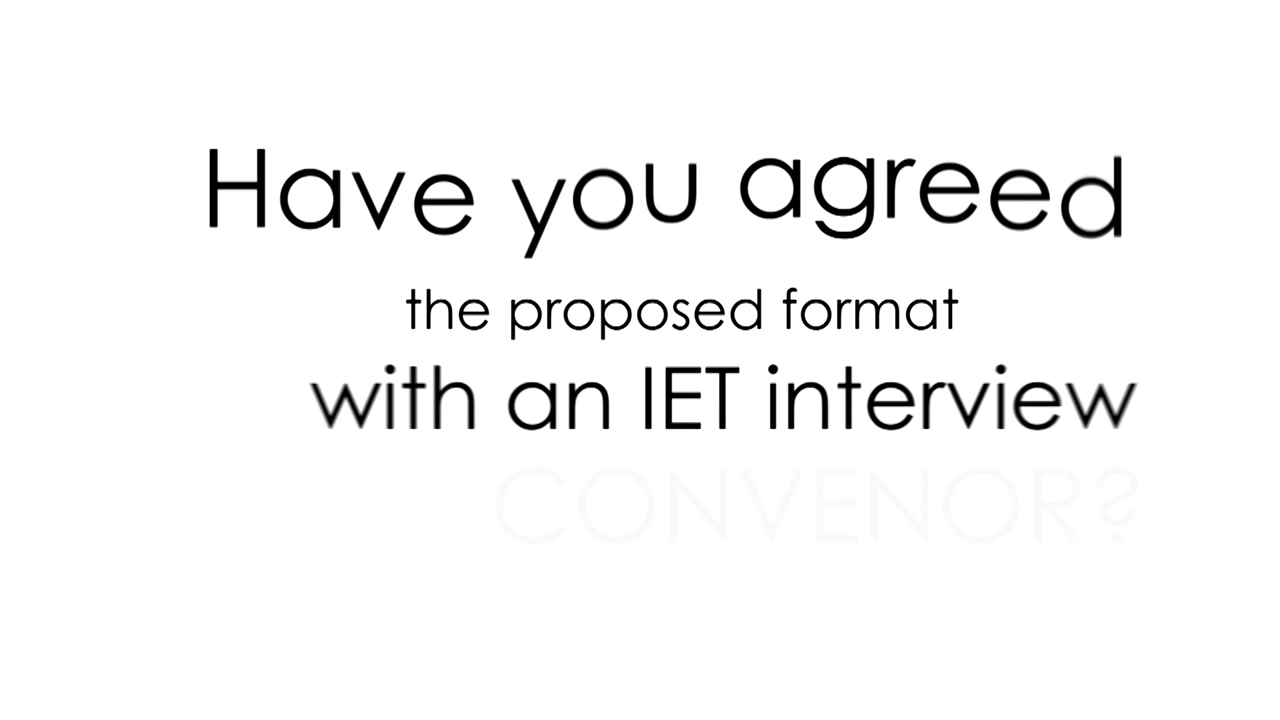 Have you agreed
the proposed format
with an IET interview
CONVENOR?